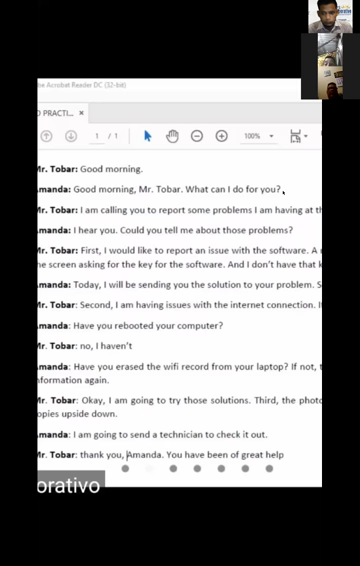 be Acrobat Reader DC (32-bit)
D PRACTI... ×
1 / 1
100%
Mr. Tobar: Good morning.
Amanda: Good morning, Mr. Tobar. What can I do for you?
Mr. Tobar: I am calling you to report some problems I am having at th
Amanda: I hear you. Could you tell me about those problems?
Mr. Tobar: First, I would like to report an issue with the software. A
he screen asking for the key for the software. And I don't have that k
Amanda: Today, I will be sending you the solution to your problem. S
Mr. Tobar: Second, I am having issues with the internet connection. I
Amanda: Have you rebooted your computer?
Mr. Tobar: no, I haven't
Amanda: Have you erased the wifi record from your laptop? If not, t
nformation again.
Mr. Tobar: Okay, I am going to try those solutions. Third, the photo
opies upside down.
Amanda: I am going to send a technician to check it out.
Mr. Tobar: thank you, Amanda. You have been of great help
orativo